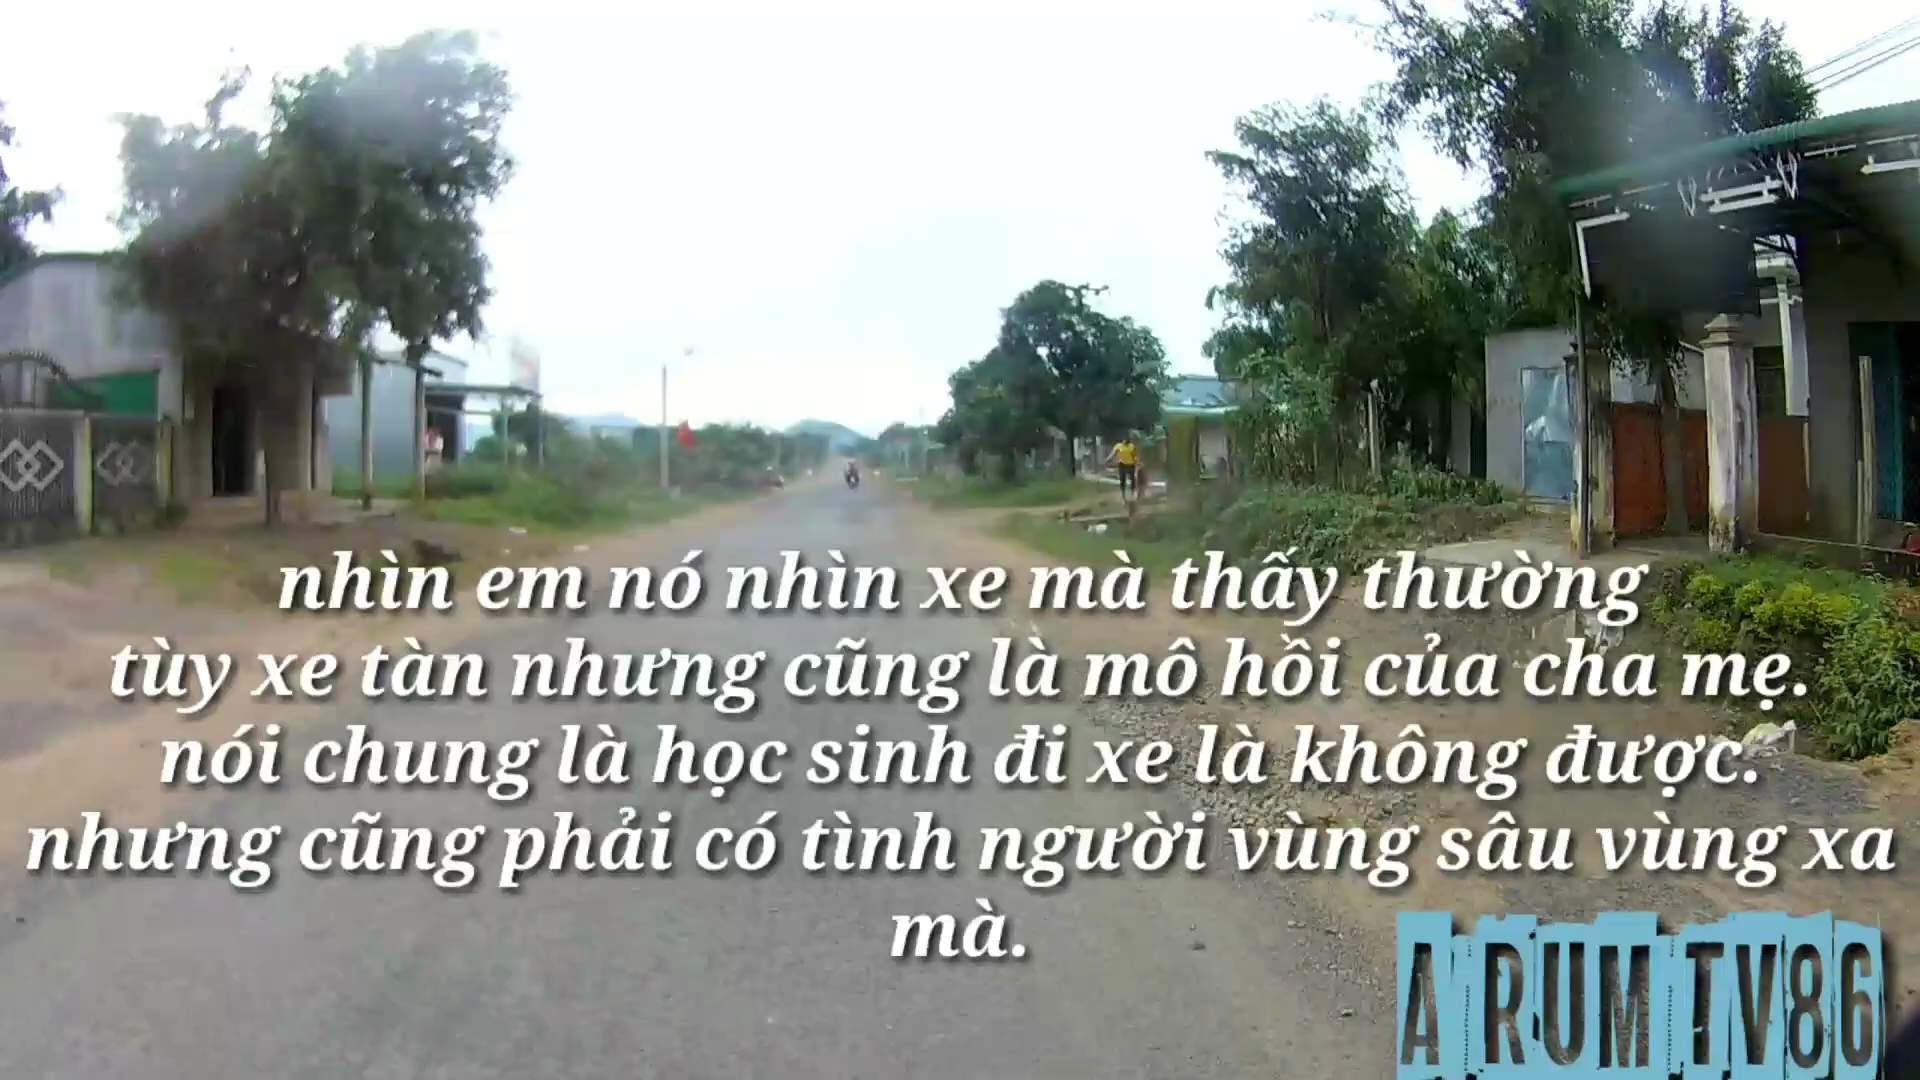 nhìn em nó nhìn xe mà thấy thường
tùy xe tàn nhưng cũng là mô hồi của cha mẹ.
nói chung là học sinh đi xe là không được.
nhưng cũng phải có tình người vùng sâu vùng xa
mà.
A RUM TV86